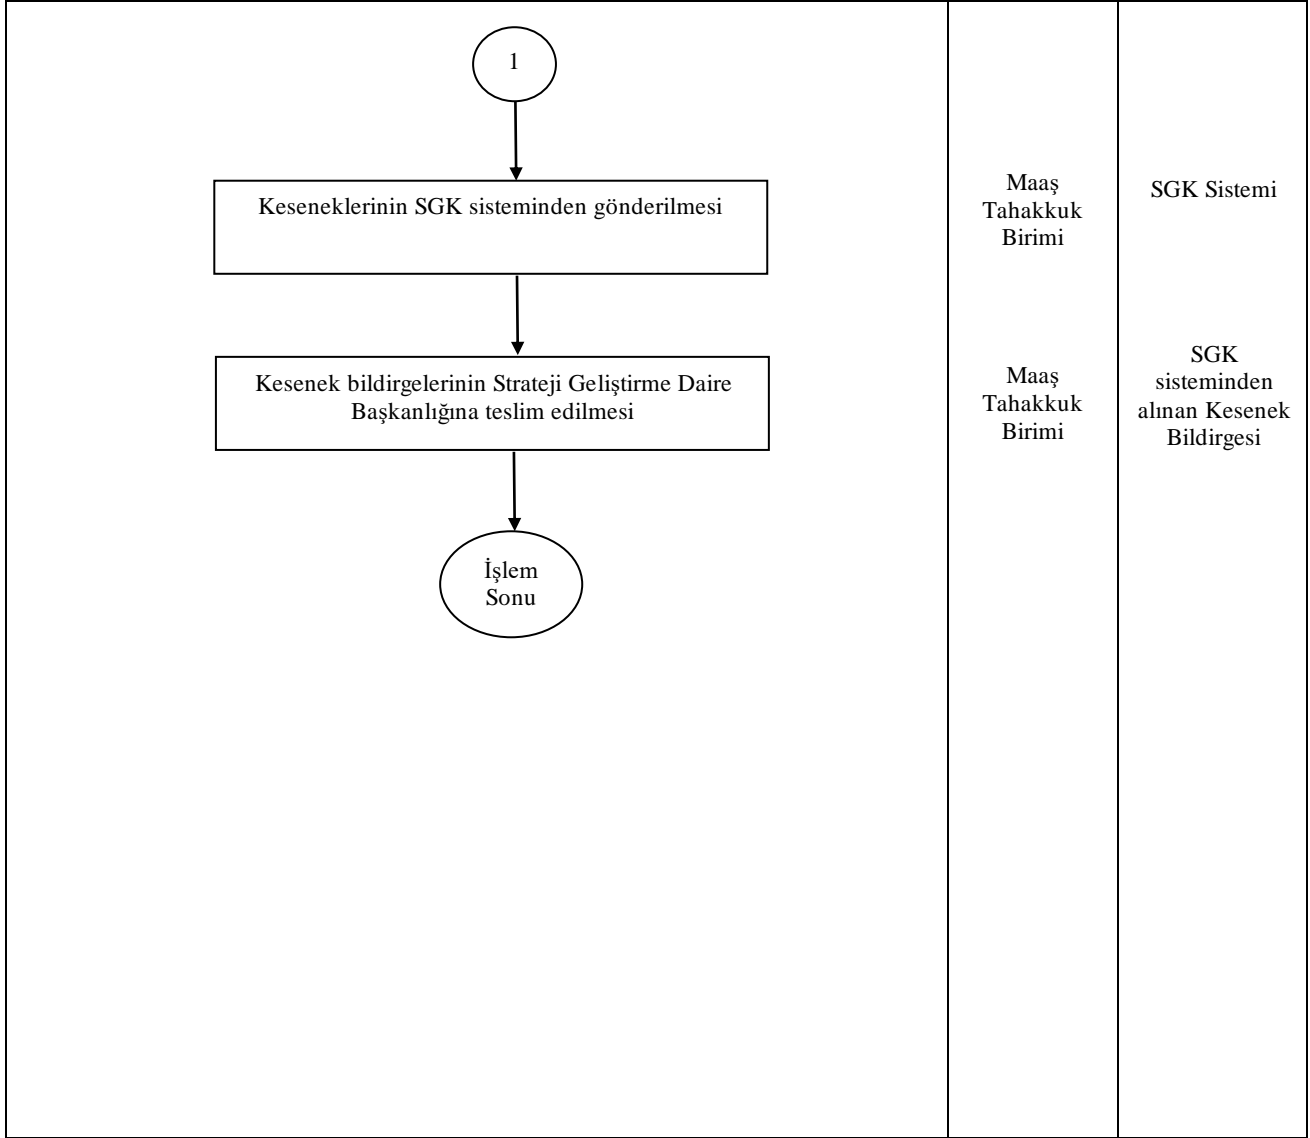 1
Keseneklerinin SGK sisteminden gönderilmesi
Maaş
Tahakkuk
Birimi
SGK Sistemi
Kesenek bildirgelerinin Strateji Geliştirme Daire
Başkanlığına teslim edilmesi
Maaş
Tahakkuk
Birimi
SGK
sisteminden
alınan Kesenek
Bildirgesi
İşlem
Sonu